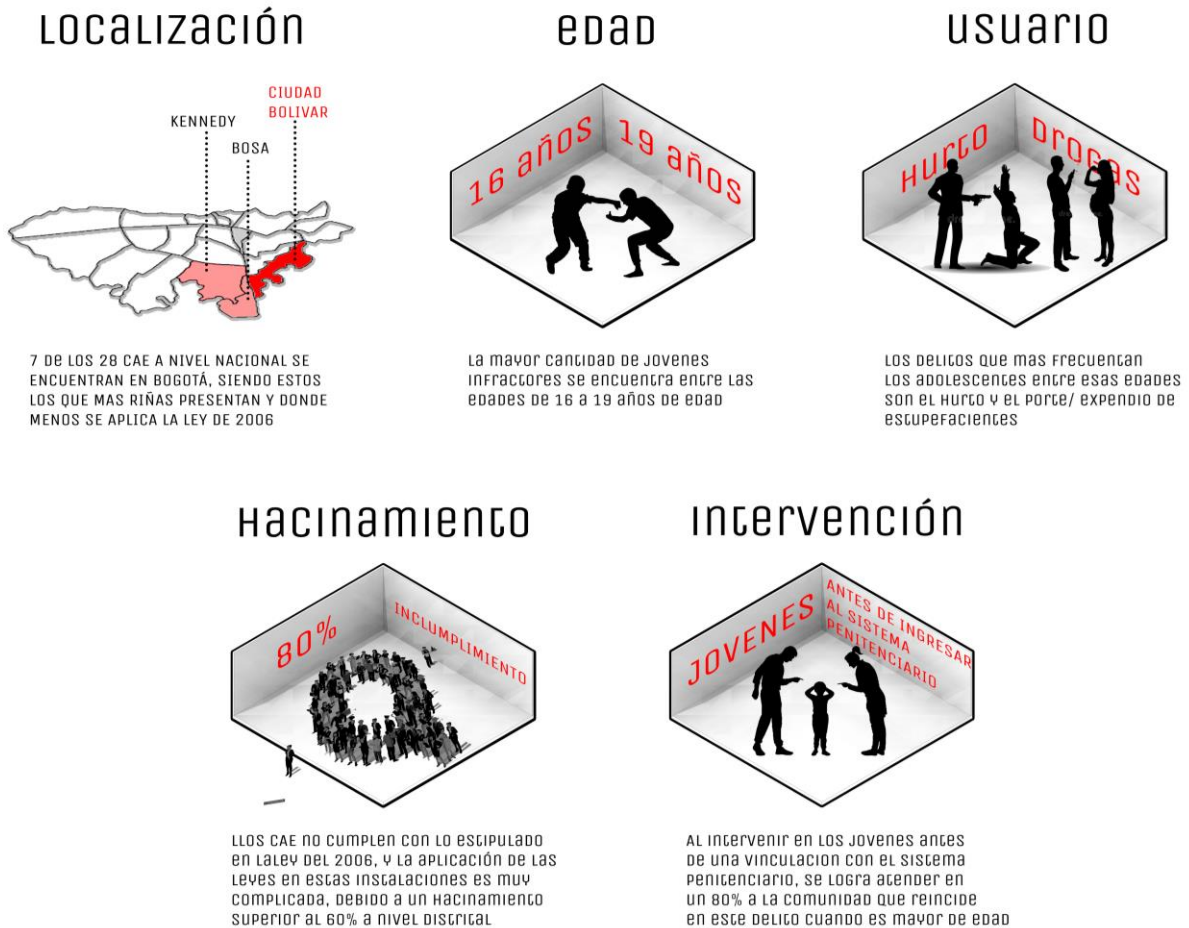 LOCALIZACIÓN
KENNEDY
BOSA
CIUDAD
BOLIVAR
7 DE LOS 28 CAE A NIVEL NACIONAL SE
ENCUENTRAN EN BOGOTÁ, SIENDO ESTOS
LOS QUE MAS RIÑAS PRESENTAN Y DONDE
MENOS SE APLICA LA LEY DE 2006
EDAD
16 AÑOS
19 AÑOS
LA MAYOR CANTIDAD DE JOVENES
INFRACTORES SE ENCUENTRA ENTRE LAS
EDADES DE 16 A 19 AÑOS DE EDAD
USUARIO
HURTO
DROGAS
LOS DELITOS QUE MAS FRECUENTAN
LOS ADOLESCENTES ENTRE ESAS EDADES
SON EL HURTO Y EL PORTE/ EXPENDIO DE
ESTUPEFACIENTES
HACINAMIENTO
80%
INCLUMPLIMIENTO
LLOS CAE NO CUMPLEN CON LO ESTIPULADO
EN LALEY DEL 2006, Y LA APLICACIÓN DE LAS
LEYES EN ESTAS INSTALACIONES ES MUY
COMPLICADA, DEBIDO A UN HACINAMIENTO
SUPERIOR AL 60% A NIVEL DISTRITAL
INTERVENCIÓN
JOVENES
ANTES DE INGRESAR
AL SISTEMA
PENITENCIARIO
AL INTERVENIR EN LOS JOVENES ANTES
DE UNA VINCULACION CON EL SISTEMA
PENITENCIARIO, SE LOGRA ATENDER EN
UN 80% A LA COMUNIDAD QUE REINCIDE
EN ESTE DELITO CUANDO ES MAYOR DE EDAD